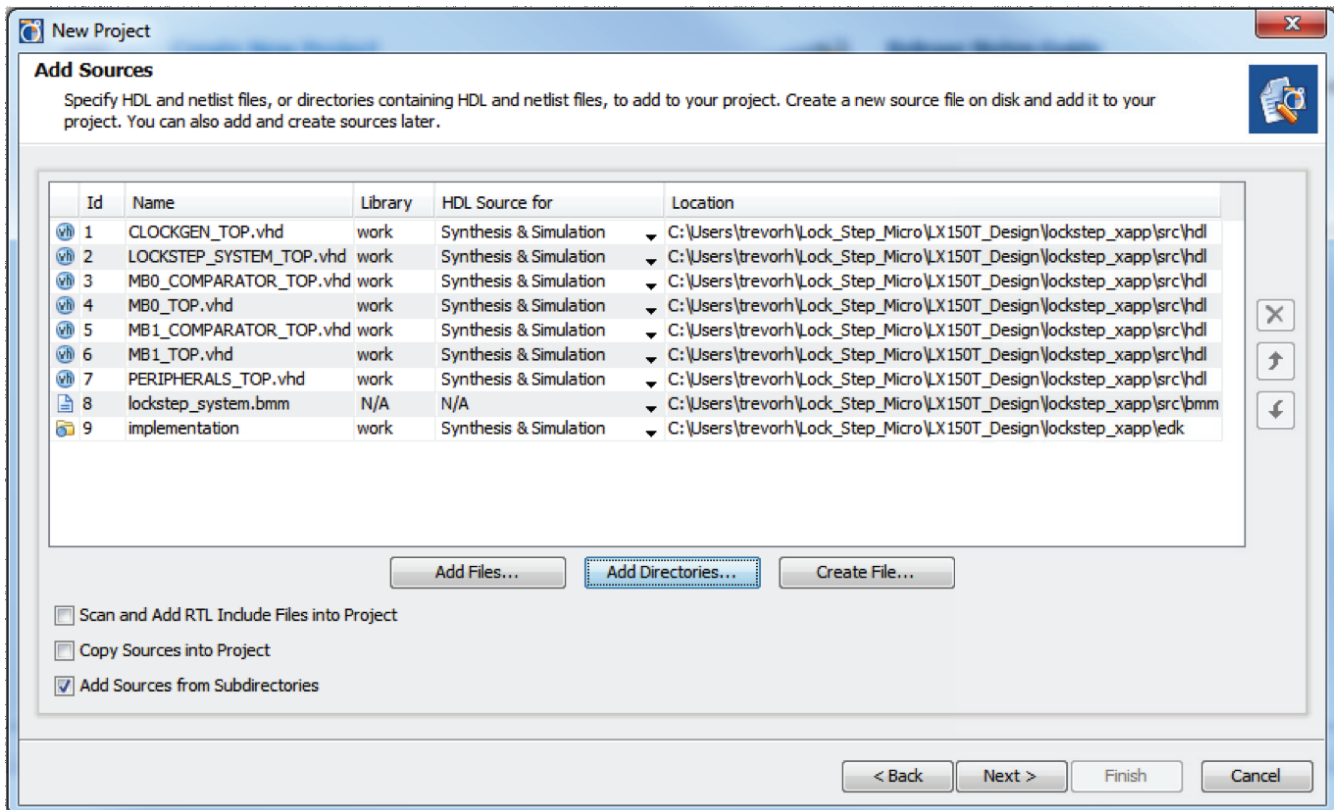 New Project
Add Sources
Specify HDL and netlist files, or directories containing HDL and netlist files, to add to your project. Create a new source file on disk and add it to your
project. You can also add and create sources later.
Id Name Library HDL Source for Location
1 CLOCKGEN_TOP.vhd work Synthesis & Simulation C:\Users\trevorh\Lock_Step_Micro\LX150T_Design\lockstep_xapp\src\hdl
2 LOCKSTEP_SYSTEM_TOP.vhd work Synthesis & Simulation C:\Users\trevorh\Lock_Step_Micro\LX150T_Design\lockstep_xapp\src\hdl
3 MB0_COMPARATOR_TOP.vhd work Synthesis & Simulation C:\Users\trevorh\Lock_Step_Micro\LX150T_Design\lockstep_xapp\src\hdl
4 MB0_TOP.vhd work Synthesis & Simulation C:\Users\trevorh\Lock_Step_Micro\LX150T_Design\lockstep_xapp\src\hdl
5 MB1_COMPARATOR_TOP.vhd work Synthesis & Simulation C:\Users\trevorh\Lock_Step_Micro\LX150T_Design\lockstep_xapp\src\hdl
6 MB1_TOP.vhd work Synthesis & Simulation C:\Users\trevorh\Lock_Step_Micro\LX150T_Design\lockstep_xapp\src\hdl
7 PERIPHERALS_TOP.vhd work Synthesis & Simulation C:\Users\trevorh\Lock_Step_Micro\LX150T_Design\lockstep_xapp\src\hdl
8 lockstep_system.bmm N/A N/A C:\Users\trevorh\Lock_Step_Micro\LX150T_Design\lockstep_xapp\src\bmm
9 implementation work Synthesis & Simulation C:\Users\trevorh\Lock_Step_Micro\LX150T_Design\lockstep_xapp\edk
Add Files... Add Directories... Create File...
Scan and Add RTL Include Files into Project
Copy Sources into Project
Add Sources from Subdirectories
< Back Next > Finish Cancel